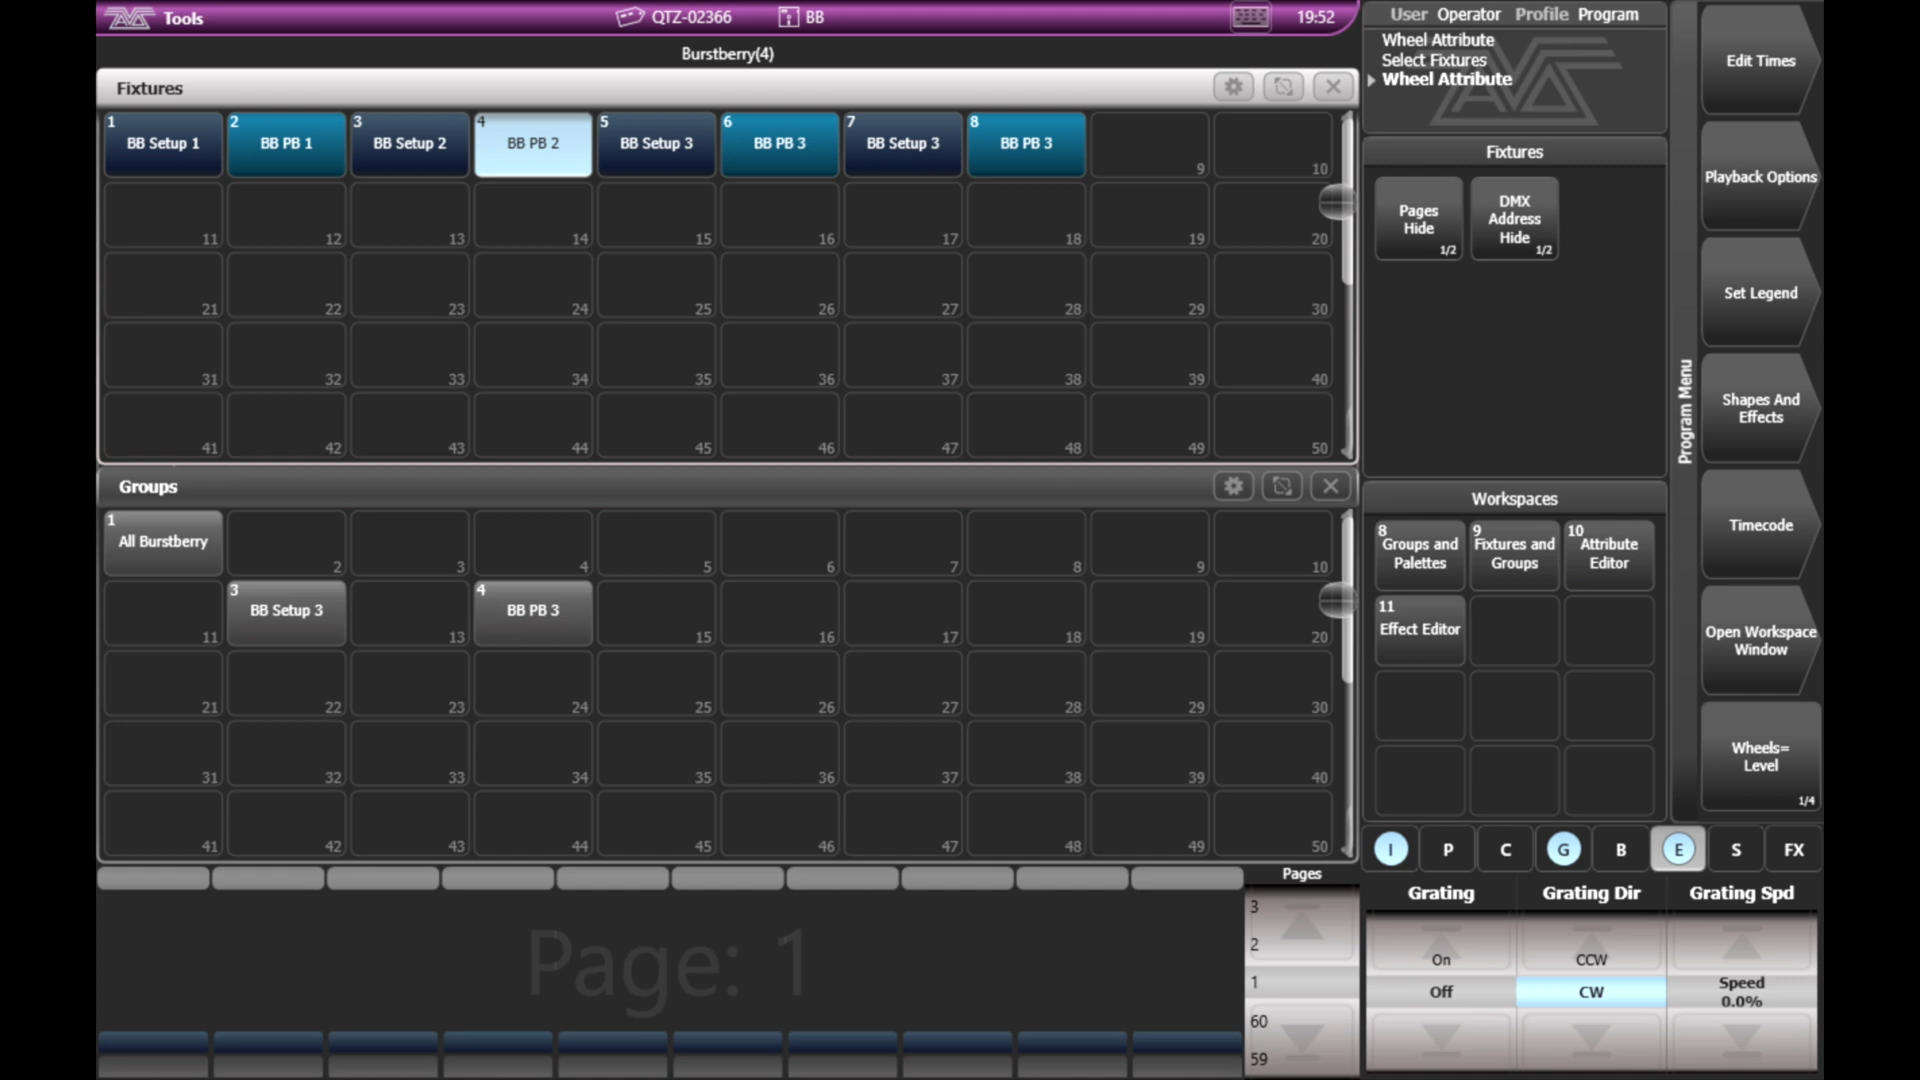 Tools
QTZ-02366
BB
19:52
Burstberry(4)
Fixtures
1
BB Setup 1
2
BB PB 1
3
BB Setup 2
4
BB PB 2
5
BB Setup 3
6
BB PB 3
7
BB Setup 3
8
BB PB 3
9
10
11
12
13
14
15
16
17
18
19
20
21
22
23
24
25
26
27
28
29
30
31
32
33
34
35
36
37
38
39
40
41
42
43
44
45
46
47
48
49
50
Groups
1
All Burstberry
2
3
4
5
6
7
8
9
10
11
3
BB Setup 3
13
4
BB PB 3
15
16
17
18
19
20
21
22
23
24
25
26
27
28
29
30
31
32
33
34
35
36
37
38
39
40
41
42
43
44
45
46
47
48
49
50
Page: 1
Pages
3
2
1
60
59
User Operator Profile Program
Wheel Attribute
Select Fixtures
Wheel Attribute
Fixtures
Pages
Hide
1/2
DMX
Address
Hide
1/2
Workspaces
8
Groups and
Palettes
9
Fixtures and
Groups
10
Attribute
Editor
11
Effect Editor
Program Menu
Edit Times
Playback Options
Set Legend
Shapes And
Effects
Timecode
Open Workspace
Window
Wheels=
Level
1/4
I
P
C
G
B
E
S
FX
Grating
On
Off
Grating Dir
CCW
CW
Grating Spd
Speed
0.0%